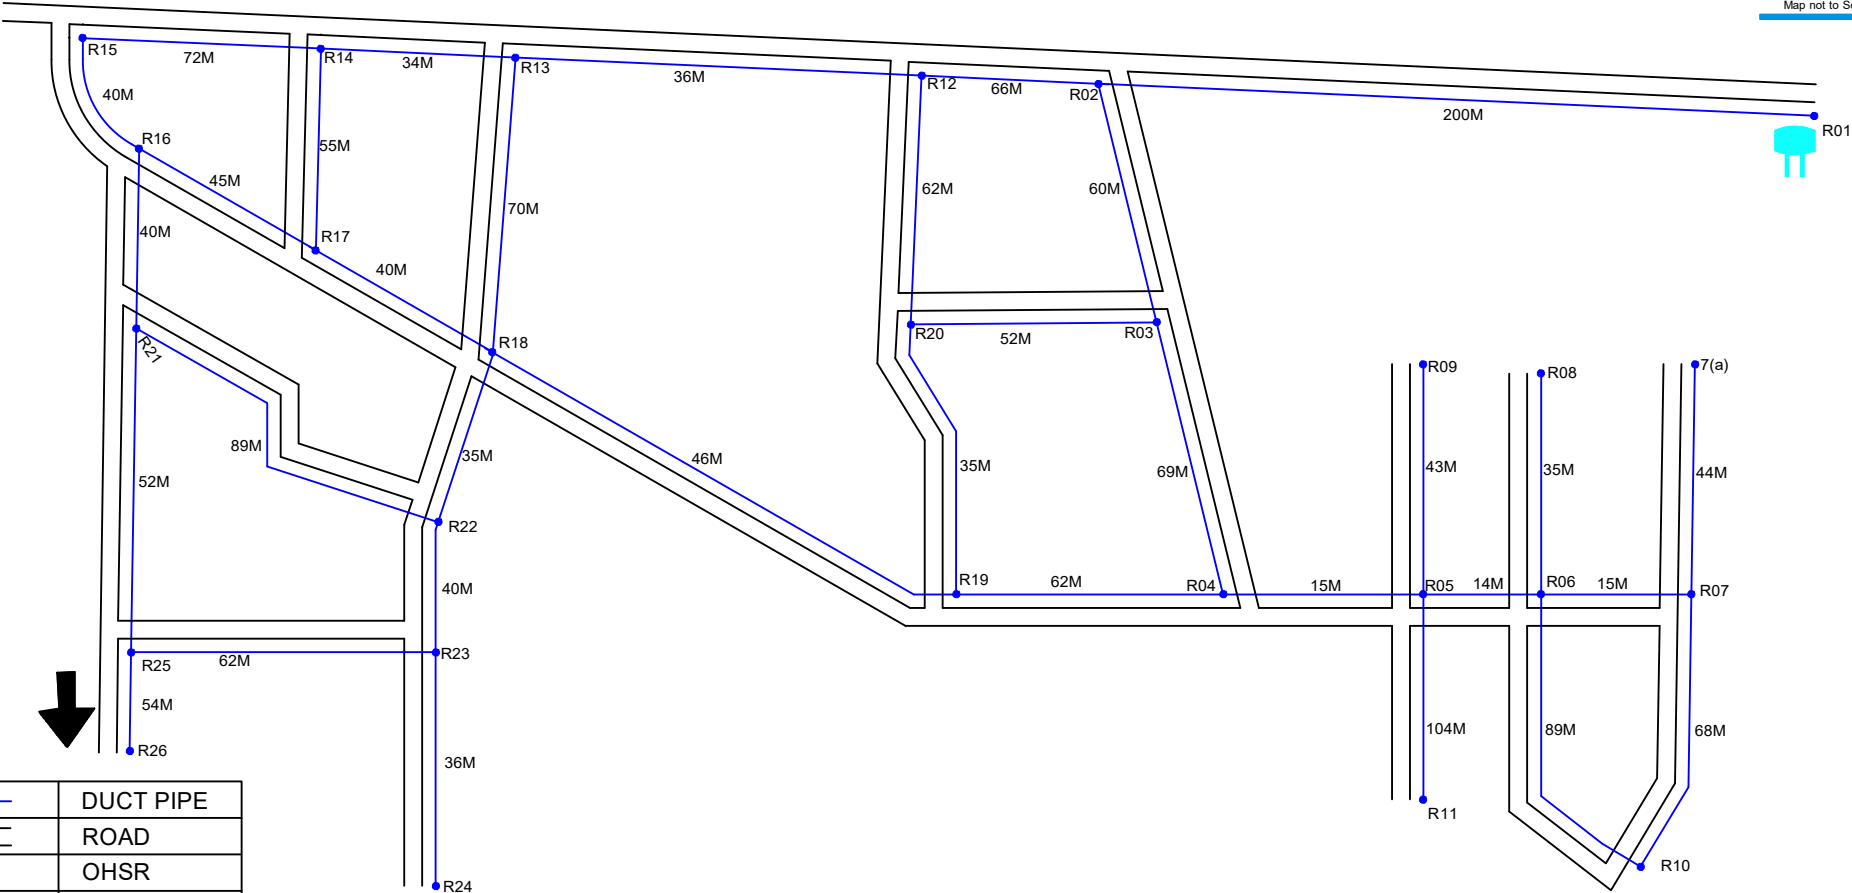 Map not to Sc
R15
72M
R14
34M
R13
36M
R12
66M
R02
200M
R01
40M
R16
45M
55M
70M
62M
60M
40M
R17
40M
R18
R20
52M
R03
R21
R09
R08
7(a)
89M
35M
46M
35M
69M
43M
35M
44M
52M
R22
40M
R19
62M
R04
15M
R05
14M
R06
15M
R07
R25
62M
R23
54M
R26
36M
104M
89M
68M
R24
R11
R10
DUCT PIPE
ROAD
OHSR